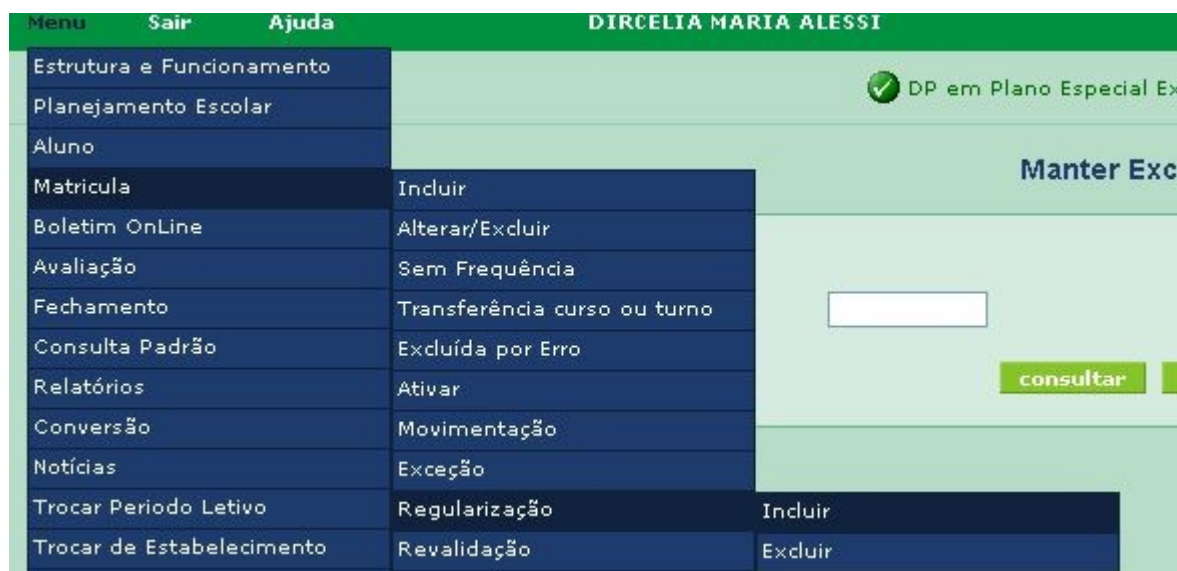 Menu Sair Ajuda DIRCELIA MARIA ALESSI
Estrutura e Funcionamento
DP em Plano Especial Ex
Planejamento Escolar
Aluno
Manter Exc
Matricula Incluir
Boletim OnLine Alterar/Excluir
Avaliação Sem Frequência
Fechamento Transferência curso ou turno
Consulta Padrão Excluída por Erro
Relatórios Ativar consultar
Conversão Movimentação
Notícias Exceção
Trocar Periodo Letivo Regularização Incluir
Trocar de Estabelecimento Revalidação Excluir